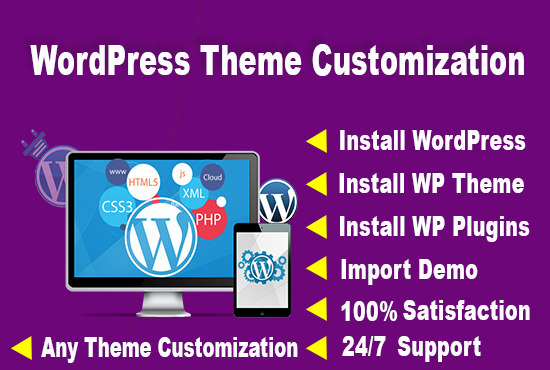 WordPress Theme Customization
Install WordPress
Install WP Theme
Install WP Plugins
Import Demo
100% Satisfaction
24/7 Support
Any Theme Customization
www
HTML5
js
Cloud
XML
CSS3
PHP